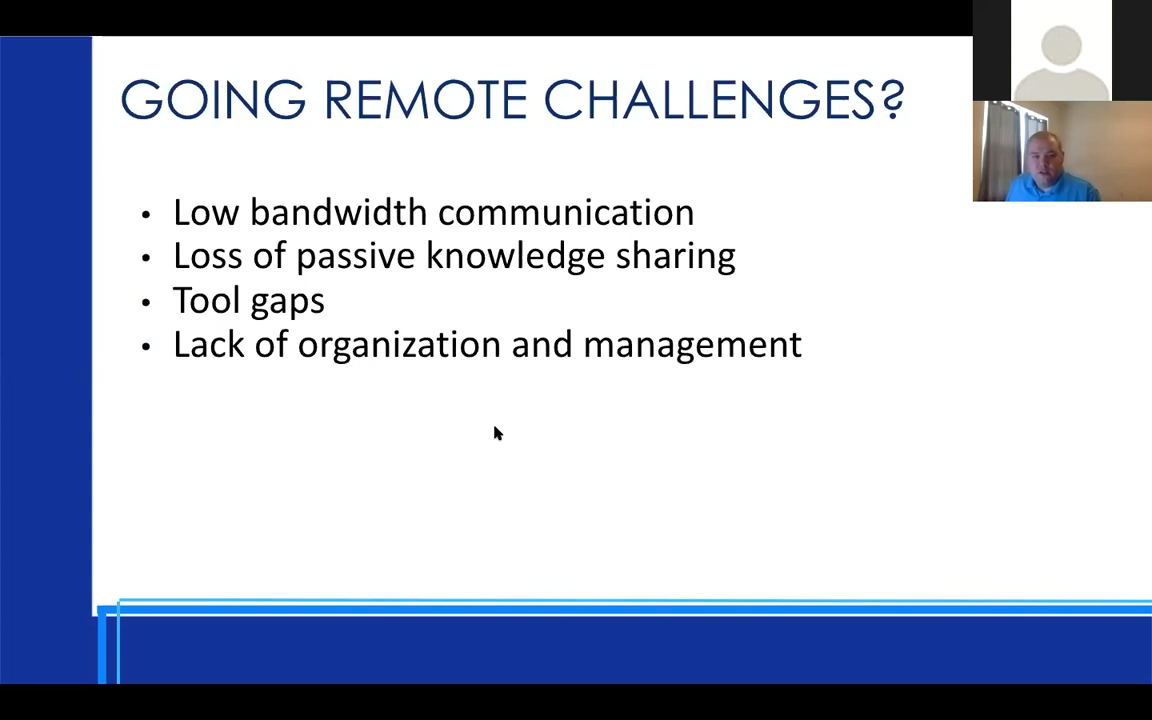 GOING REMOTE CHALLENGES?
• Low bandwidth communication
• Loss of passive knowledge sharing
• Tool gaps
• Lack of organization and management